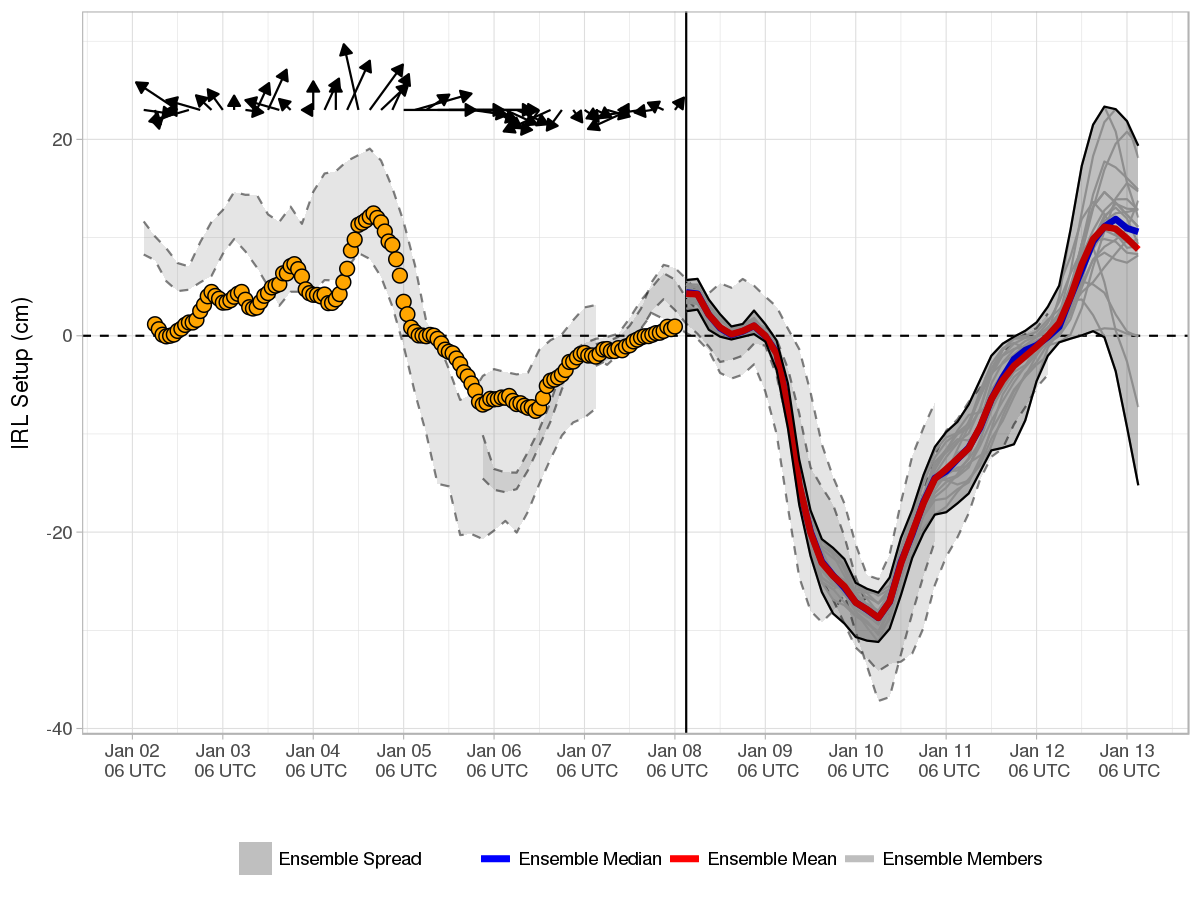 IRL Setup (cm)
20
0
-20
-40
Jan 02 Jan 03 Jan 04 Jan 05 Jan 06 Jan 07 Jan 08 Jan 09 Jan 10 Jan 11 Jan 12 Jan 13
06 UTC 06 UTC 06 UTC 06 UTC 06 UTC 06 UTC 06 UTC 06 UTC 06 UTC 06 UTC 06 UTC 06 UTC
Ensemble Spread Ensemble Median Ensemble Mean Ensemble Members